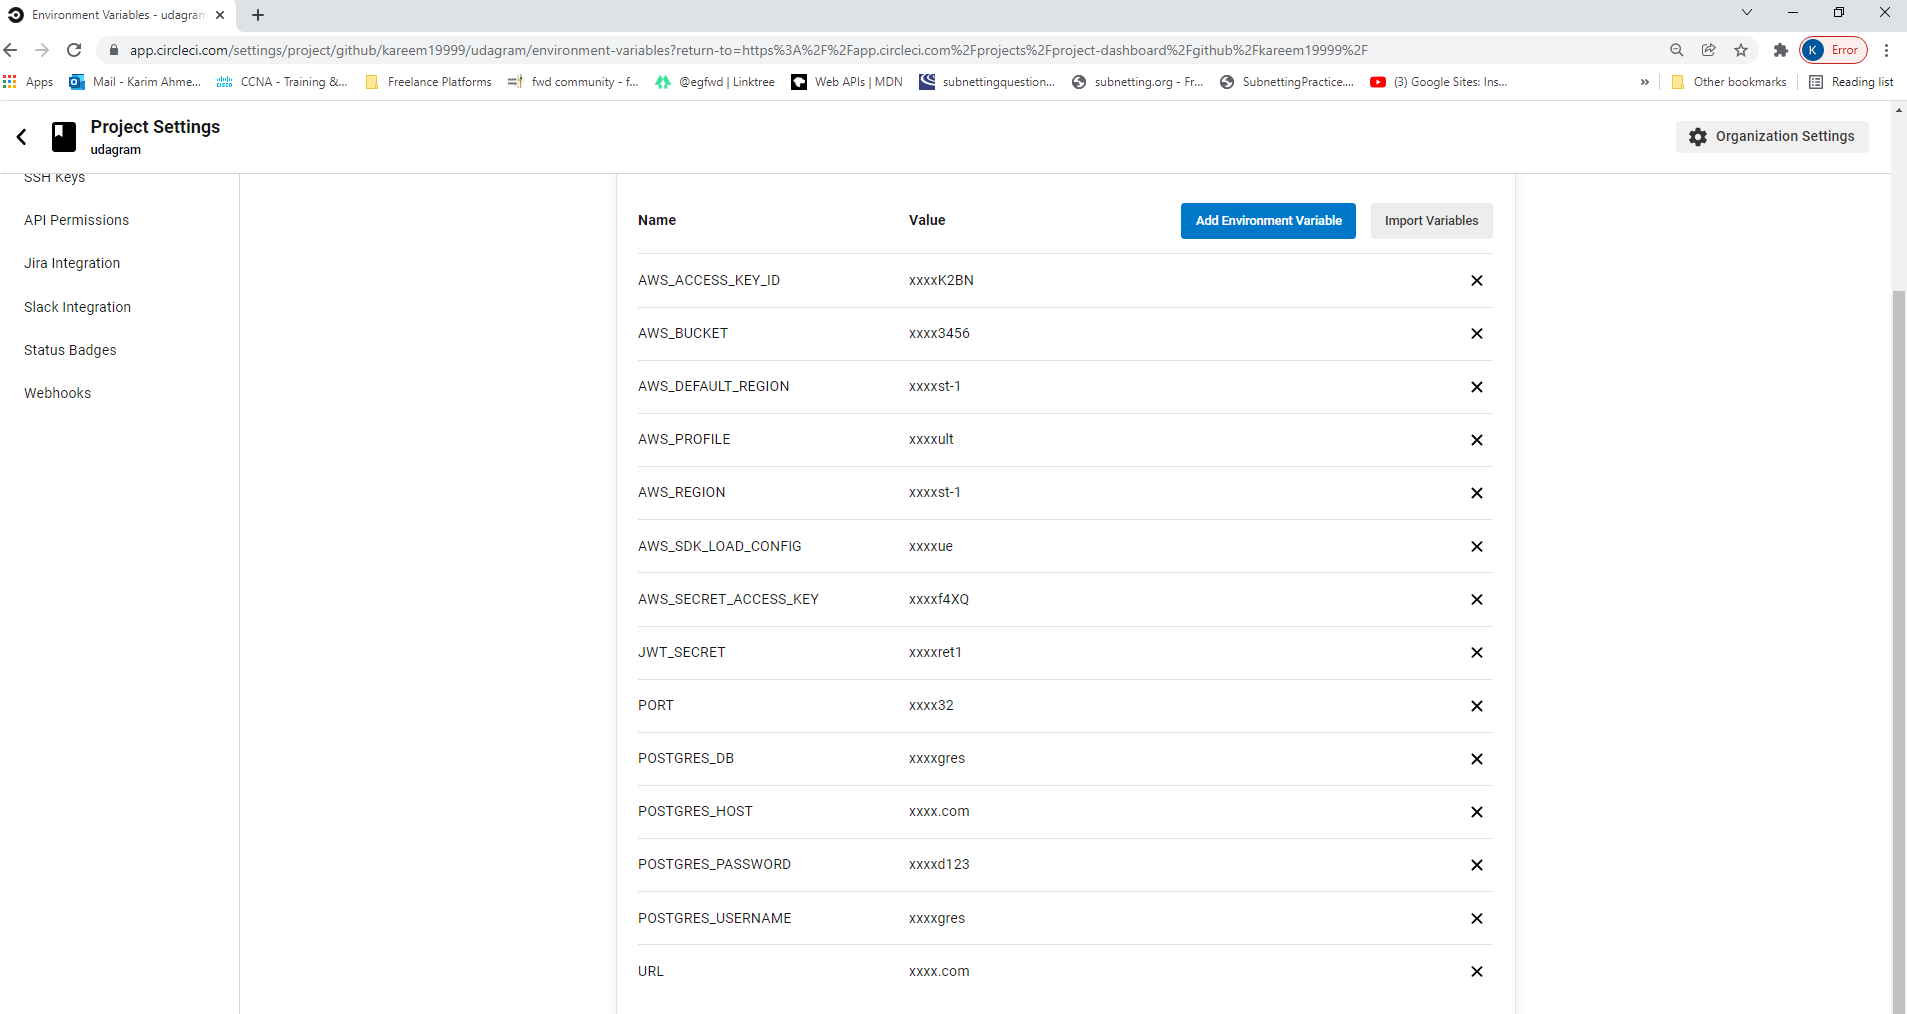 Environment Variables - udagram
app.circleci.com/settings/project/github/kareem19999/udagram/environment-variables?return-to=https%3A%2F%2Fapp.circleci.com%2Fprojects%2Fproject-dashboard%2Fgithub%2Fkareem19999%2F
K Error
Apps Mail - Karim Ahme... CCNA - Training &... Freelance Platforms fwd community - f... @egfwd | Linktree Web APIs | MDN subnettingquestion... subnetting.org - Fr... SubnettingPractice.... (3) Google Sites: Ins... » Other bookmarks Reading list
Project Settings
udagram
Organization Settings
SSH Keys
API Permissions
Jira Integration
Slack Integration
Status Badges
Webhooks
Name Value Add Environment Variable Import Variables
AWS_ACCESS_KEY_ID xxxxK2BN
AWS_BUCKET xxxx3456
AWS_DEFAULT_REGION xxxxst-1
AWS_PROFILE xxxxult
AWS_REGION xxxxst-1
AWS_SDK_LOAD_CONFIG xxxxue
AWS_SECRET_ACCESS_KEY xxxxf4XQ
JWT_SECRET xxxxret1
PORT xxxx32
POSTGRES_DB xxxxgres
POSTGRES_HOST xxxx.com
POSTGRES_PASSWORD xxxxd123
POSTGRES_USERNAME xxxxgres
URL xxxx.com